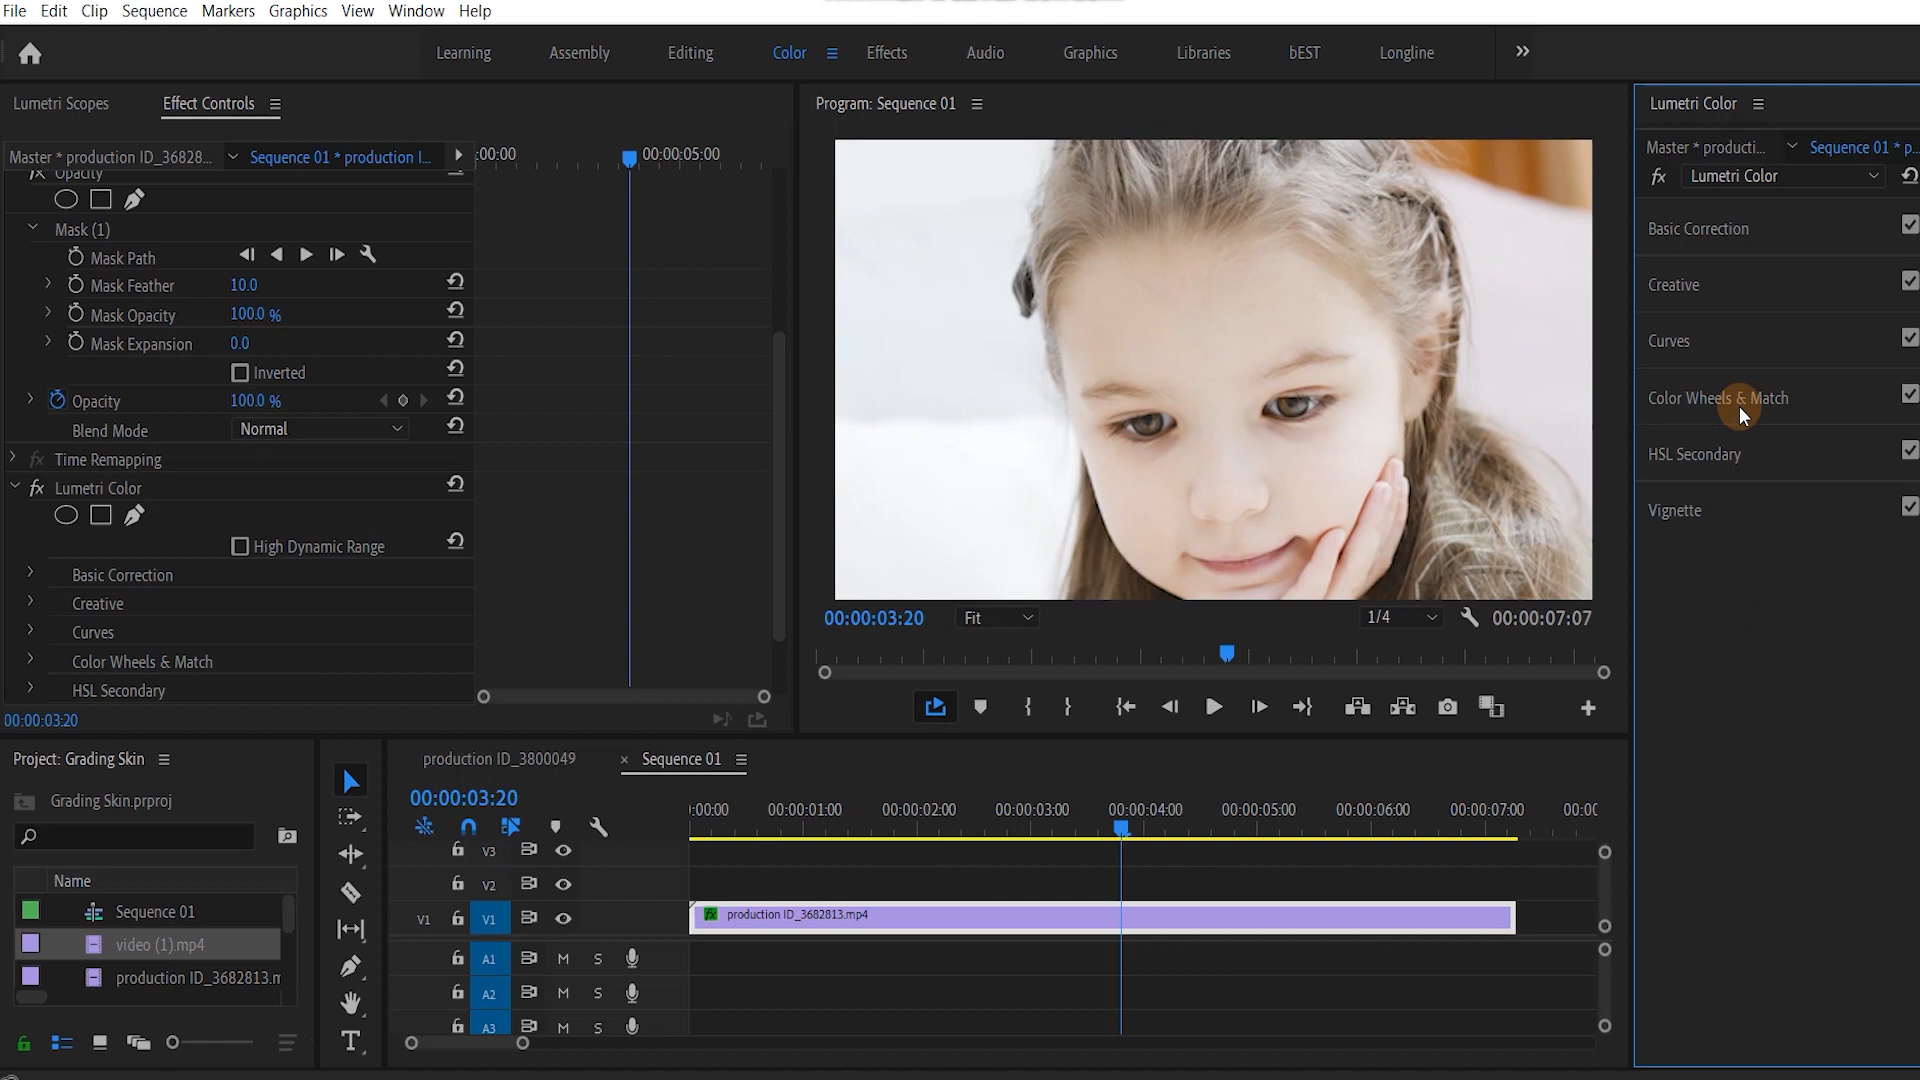 File Edit Clip Sequence Markers Graphics View Window Help
Learning Assembly Editing Color Effects Audio Graphics Libraries bEST Longline
Lumetri Scopes Effect Controls
Master * production ID_36828... Sequence 01 * production I...
:00:00 00:00:05:00
fx Opacity
Mask (1)
Mask Path
Mask Feather 10.0
Mask Opacity 100.0 %
Mask Expansion 0.0
Inverted
Opacity 100.0 %
Blend Mode Normal
fx Time Remapping
fx Lumetri Color
High Dynamic Range
Basic Correction
Creative
Curves
Color Wheels & Match
HSL Secondary
00:00:03:20
Program: Sequence 01
00:00:03:20 Fit 1/4 00:00:07:07
Lumetri Color
Master * producti... Sequence 01 * p...
fx Lumetri Color
Basic Correction
Creative
Curves
Color Wheels & Match
HSL Secondary
Vignette
Project: Grading Skin
Grading Skin.prproj
Name
Sequence 01
video (1).mp4
production ID_3682813.m
T
production ID_3800049 × Sequence 01
00:00:03:20
:00:00 00:00:01:00 00:00:02:00 00:00:03:00 00:00:04:00 00:00:05:00 00:00:06:00 00:00:07:00 00:00
V3
V2
V1 V1 fx production ID_3682813.mp4
A1 M S
A2 M S
A3 M S